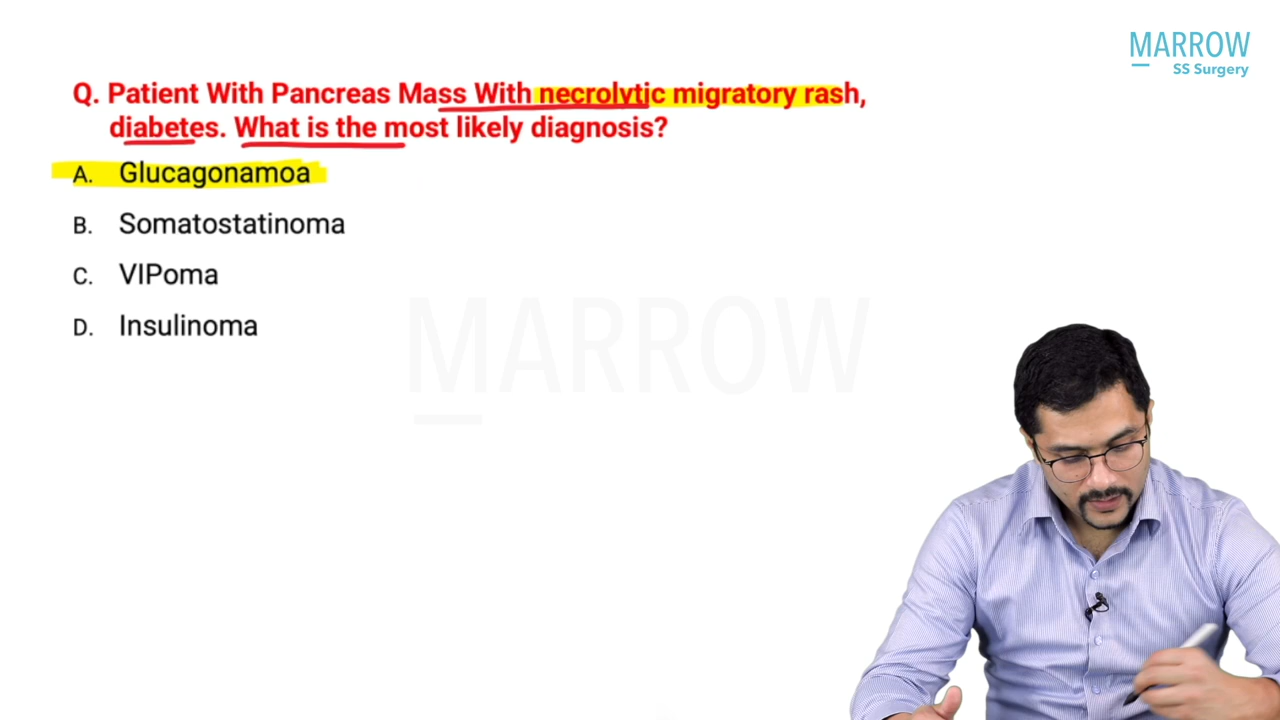 MARROW
SS Surgery
Q. Patient With Pancreas Mass With necrolytic migratory rash,
diabetes. What is the most likely diagnosis?
A. Glucagonamoa
B. Somatostatinoma
C. VIPoma
D. Insulinoma
MARROW